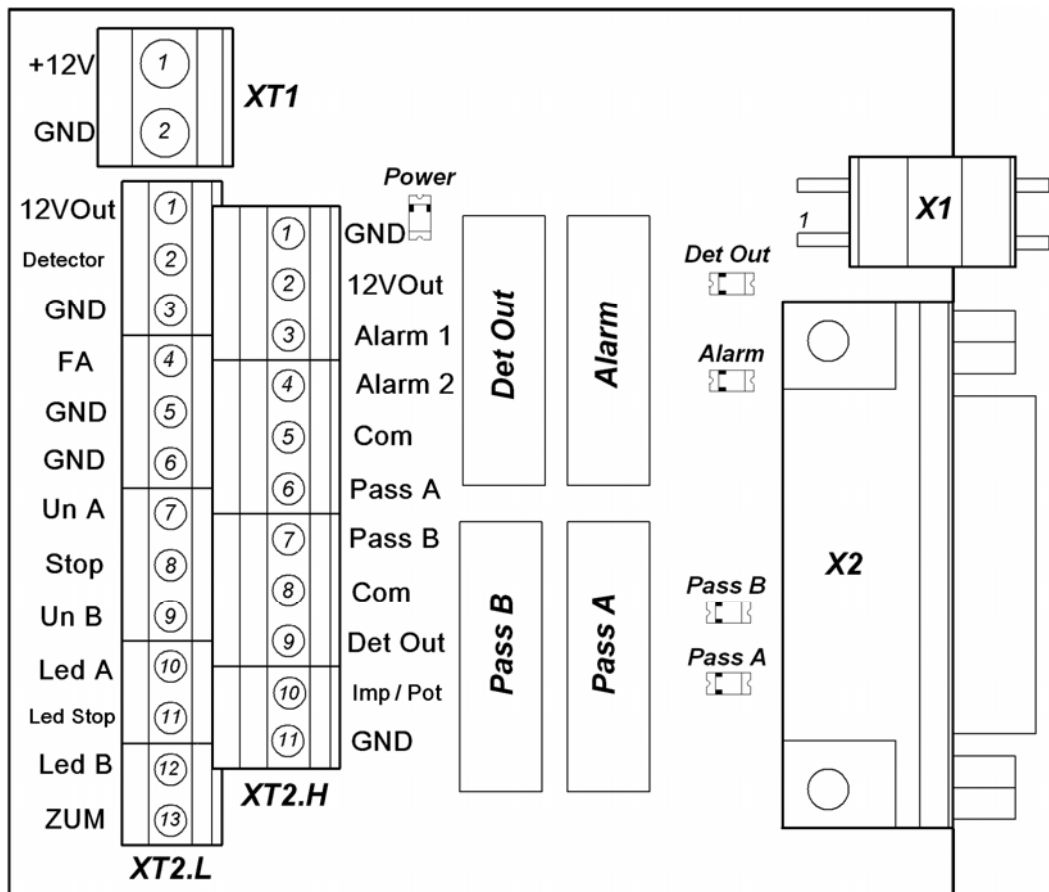 +12V
1
GND
2
XT1
12VOut
1
Detector
2
GND
3
FA
4
GND
5
GND
6
Un A
7
Stop
8
Un B
9
Led A
10
Led Stop
11
Led B
12
ZUM
13
XT2.L
1
GND
2
12VOut
3
Alarm 1
4
Alarm 2
5
Com
6
Pass A
7
Pass B
8
Com
9
Det Out
10
Imp / Pot
11
GND
XT2.H
Power
Det Out
Alarm
Pass B
Pass A
Det Out
Alarm
Pass B
Pass A
1
X1
X2